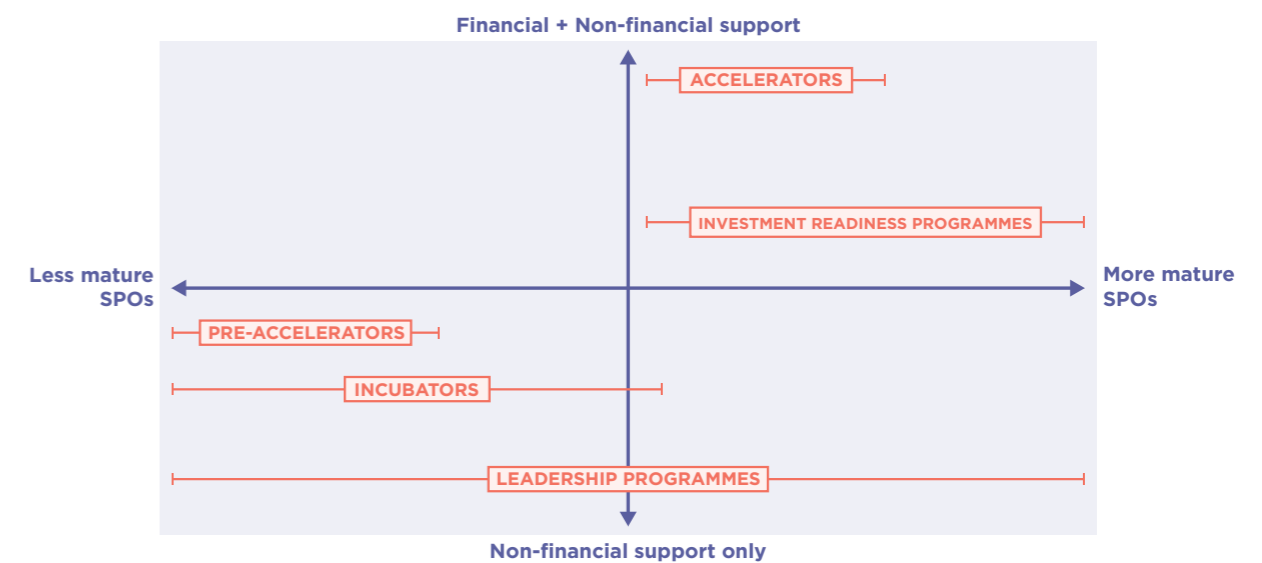 Financial + Non-financial support
ACCELERATORS
INVESTMENT READINESS PROGRAMMES
Less mature
SPOs
More mature
SPOs
PRE-ACCELERATORS
INCUBATORS
LEADERSHIP PROGRAMMES
Non-financial support only